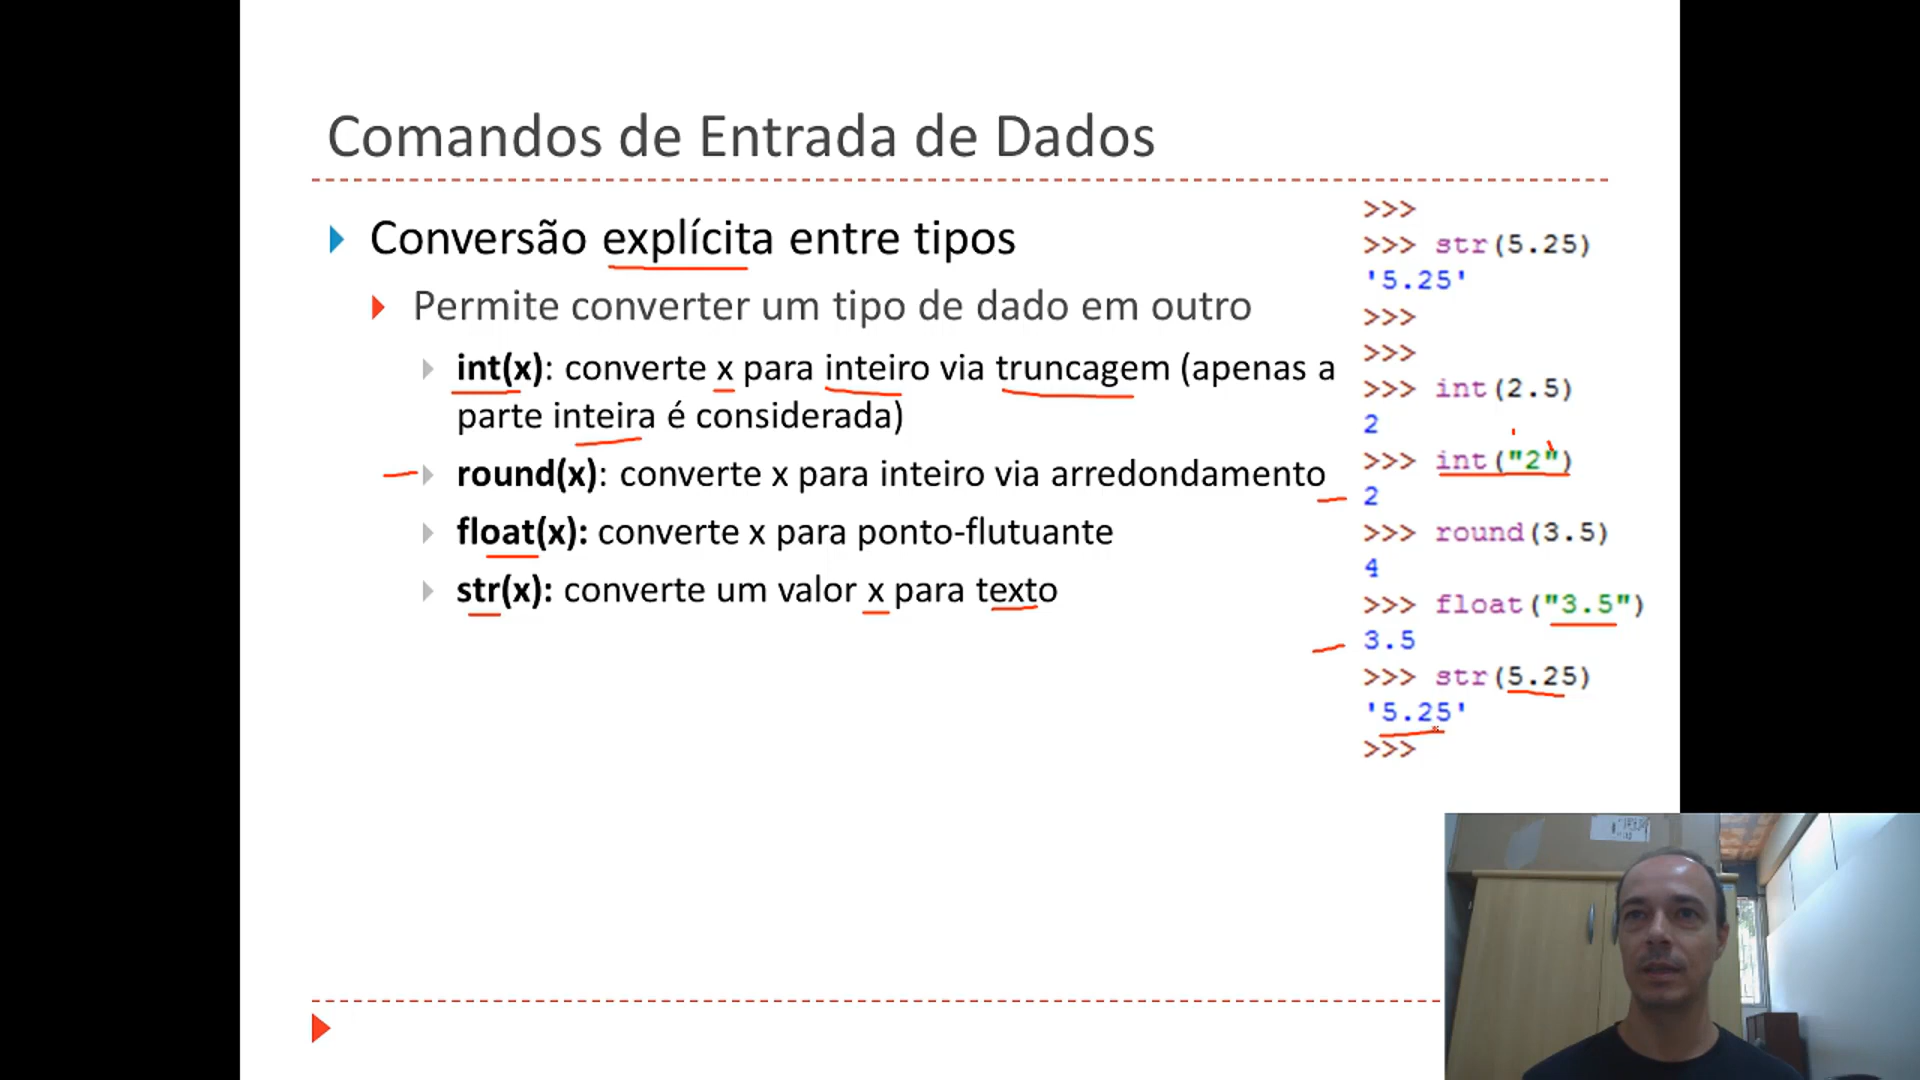 Comandos de Entrada de Dados
Conversão explícita entre tipos
Permite converter um tipo de dado em outro
int(x): converte x para inteiro via truncagem (apenas a
parte inteira é considerada)
round(x): converte x para inteiro via arredondamento
float(x): converte x para ponto-flutuante
str(x): converte um valor x para texto
>>>
>>> str(5.25)
'5.25'
>>>
>>>
>>> int(2.5)
2
>>> int("2")
2
>>> round(3.5)
4
>>> float("3.5")
3.5
>>> str(5.25)
'5.25'
>>>